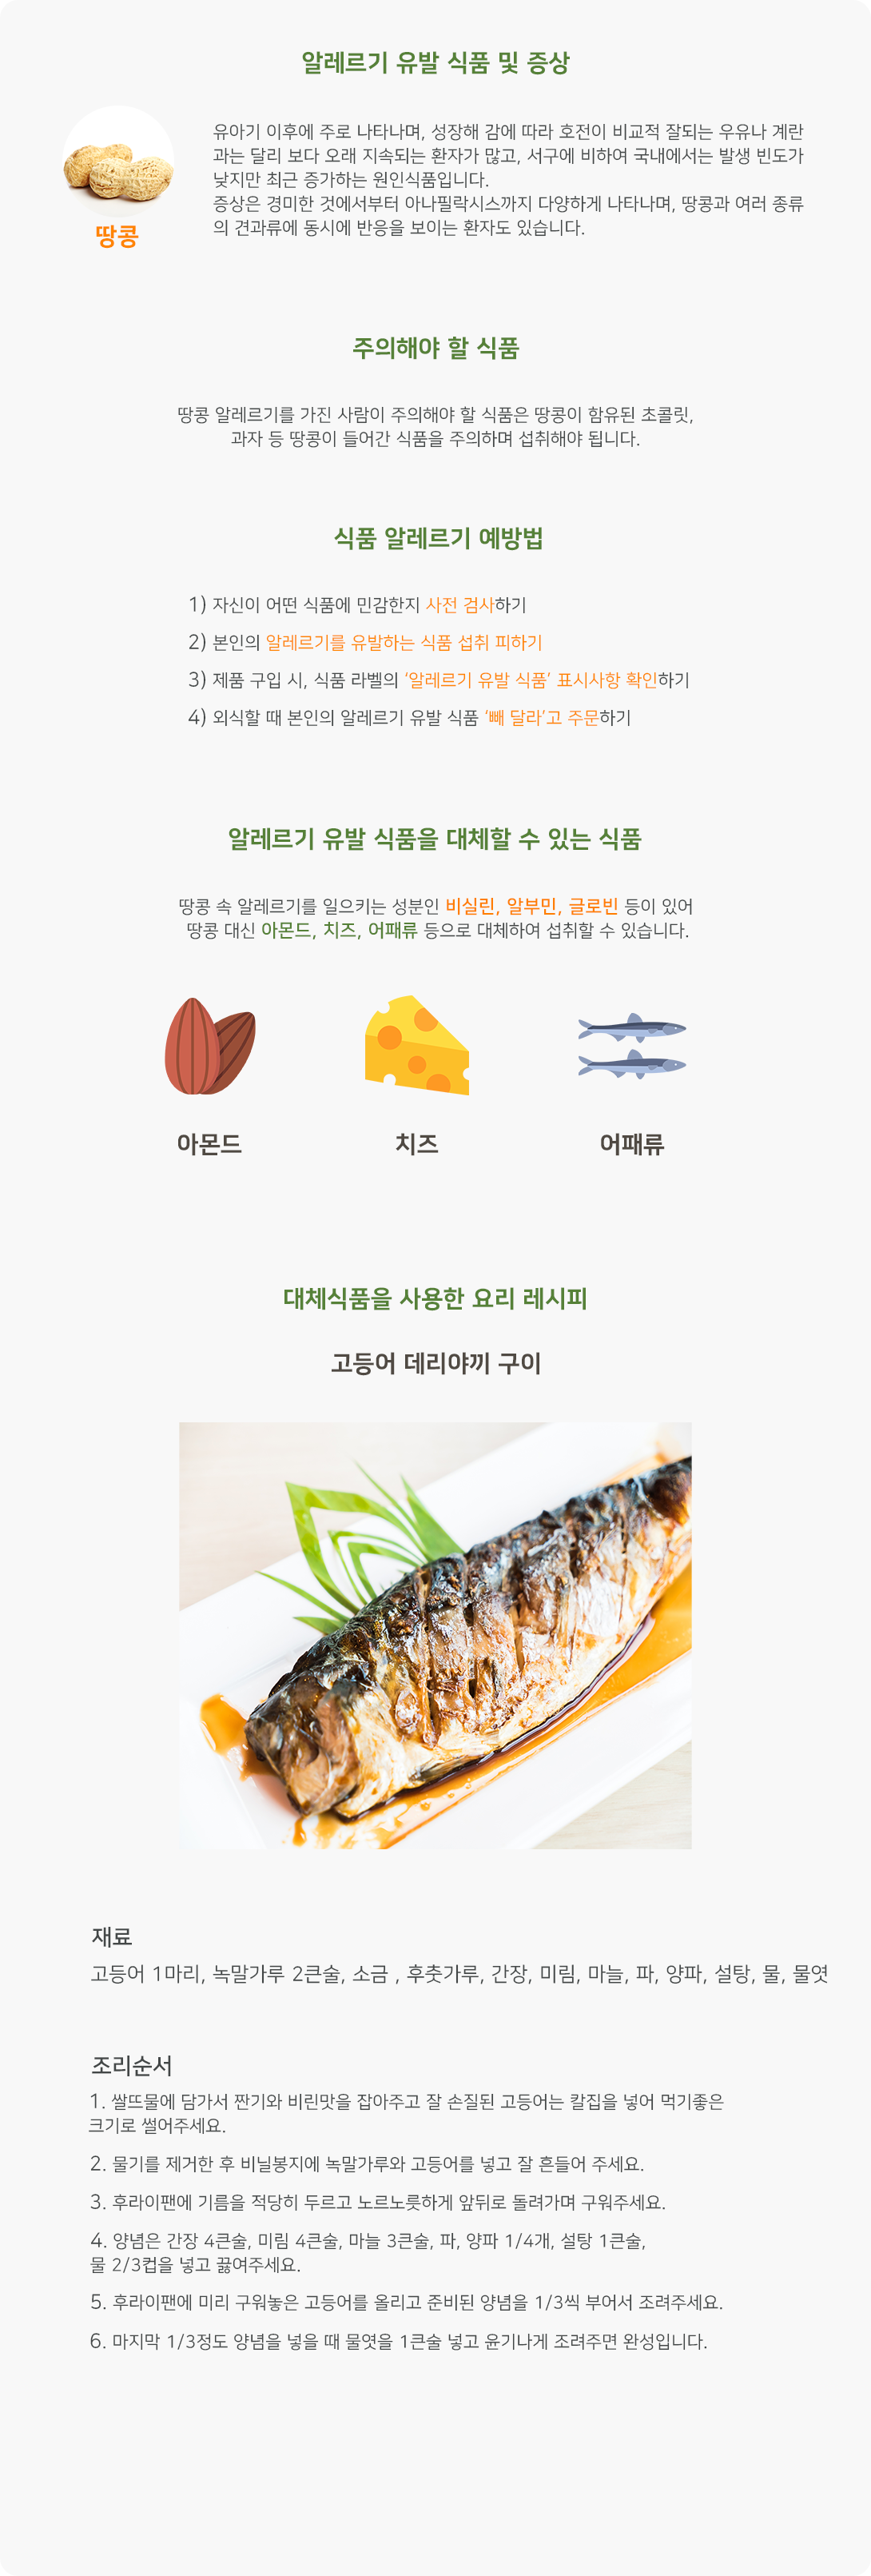 알레르기 유발 식품 및 증상
유아기 이후에 주로 나타나며, 성장해 감에 따라 호전이 비교적 잘되는 우유나 계란
과는 달리 보다 오래 지속되는 환자가 많고, 서구에 비하여 국내에서는 발생 빈도가
낮지만 최근 증가하는 원인식품입니다.
증상은 경미한 것에서부터 아나필락시스까지 다양하게 나타나며, 땅콩과 여러 종류
의 견과류에 동시에 반응을 보이는 환자도 있습니다.
땅콩
주의해야 할 식품
땅콩 알레르기를 가진 사람이 주의해야 할 식품은 땅콩이 함유된 초콜릿,
과자 등 땅콩이 들어간 식품을 주의하며 섭취해야 됩니다.
식품 알레르기 예방법
1) 자신이 어떤 식품에 민감한지 사전 검사하기
2) 본인의 알레르기를 유발하는 식품 섭취 피하기
3) 제품 구입 시, 식품 라벨의 ‘알레르기 유발 식품’ 표시사항 확인하기
4) 외식할 때 본인의 알레르기 유발 식품 ‘빼 달라’고 주문하기
알레르기 유발 식품을 대체할 수 있는 식품
땅콩 속 알레르기를 일으키는 성분인 비실린, 알부민, 글로빈 등이 있어
땅콩 대신 아몬드, 치즈, 어패류 등으로 대체하여 섭취할 수 있습니다.
아몬드 치즈 어패류
대체식품을 사용한 요리 레시피
고등어 데리야끼 구이
재료
고등어 1마리, 녹말가루 2큰술, 소금 , 후춧가루, 간장, 미림, 마늘, 파, 양파, 설탕, 물, 물엿
조리순서
1. 쌀뜨물에 담가서 짠기와 비린맛을 잡아주고 잘 손질된 고등어는 칼집을 넣어 먹기좋은
크기로 썰어주세요.
2. 물기를 제거한 후 비닐봉지에 녹말가루와 고등어를 넣고 잘 흔들어 주세요.
3. 후라이팬에 기름을 적당히 두르고 노르노릇하게 앞뒤로 돌려가며 구워주세요.
4. 양념은 간장 4큰술, 미림 4큰술, 마늘 3큰술, 파, 양파 1/4개, 설탕 1큰술,
물 2/3컵을 넣고 끓여주세요.
5. 후라이팬에 미리 구워놓은 고등어를 올리고 준비된 양념을 1/3씩 부어서 조려주세요.
6. 마지막 1/3정도 양념을 넣을 때 물엿을 1큰술 넣고 윤기나게 조려주면 완성입니다.